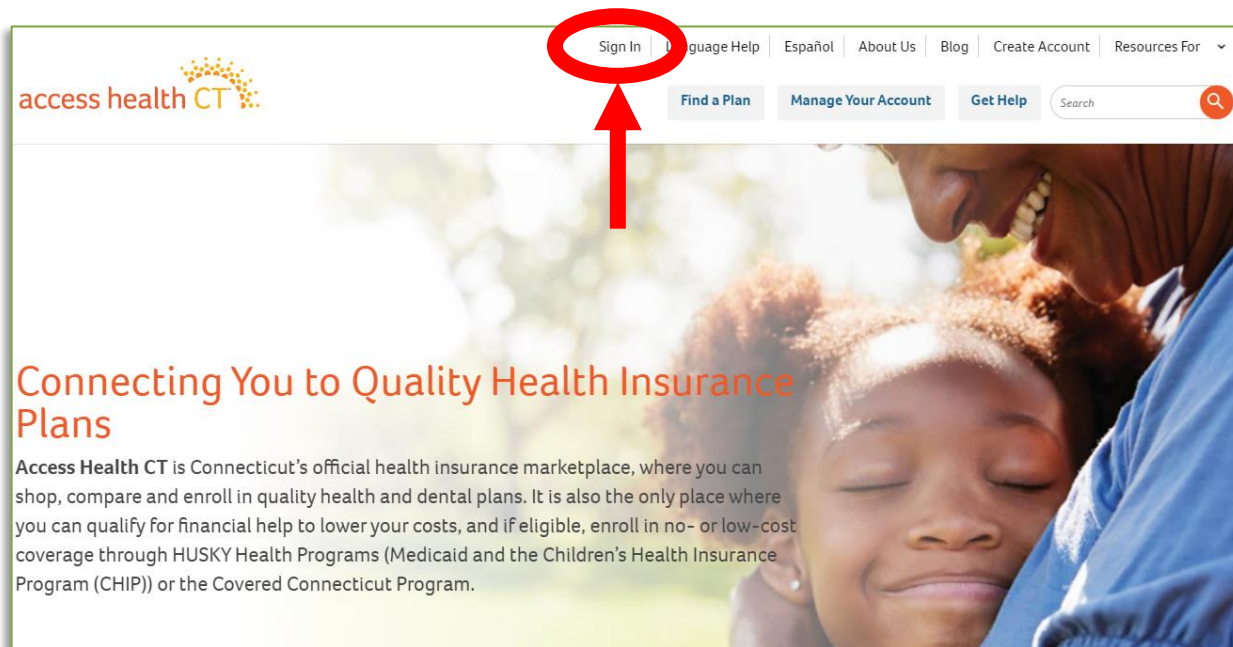 Sign In Language Help Español About Us Blog Create Account Resources For
access health CT
Find a Plan Manage Your Account Get Help Search
Connecting You to Quality Health Insurance
Plans
Access Health CT is Connecticut's official health insurance marketplace, where you can
shop, compare and enroll in quality health and dental plans. It is also the only place where
you can qualify for financial help to lower your costs, and if eligible, enroll in no- or low-cost
coverage through HUSKY Health Programs (Medicaid and the Children's Health Insurance
Program (CHIP)) or the Covered Connecticut Program.